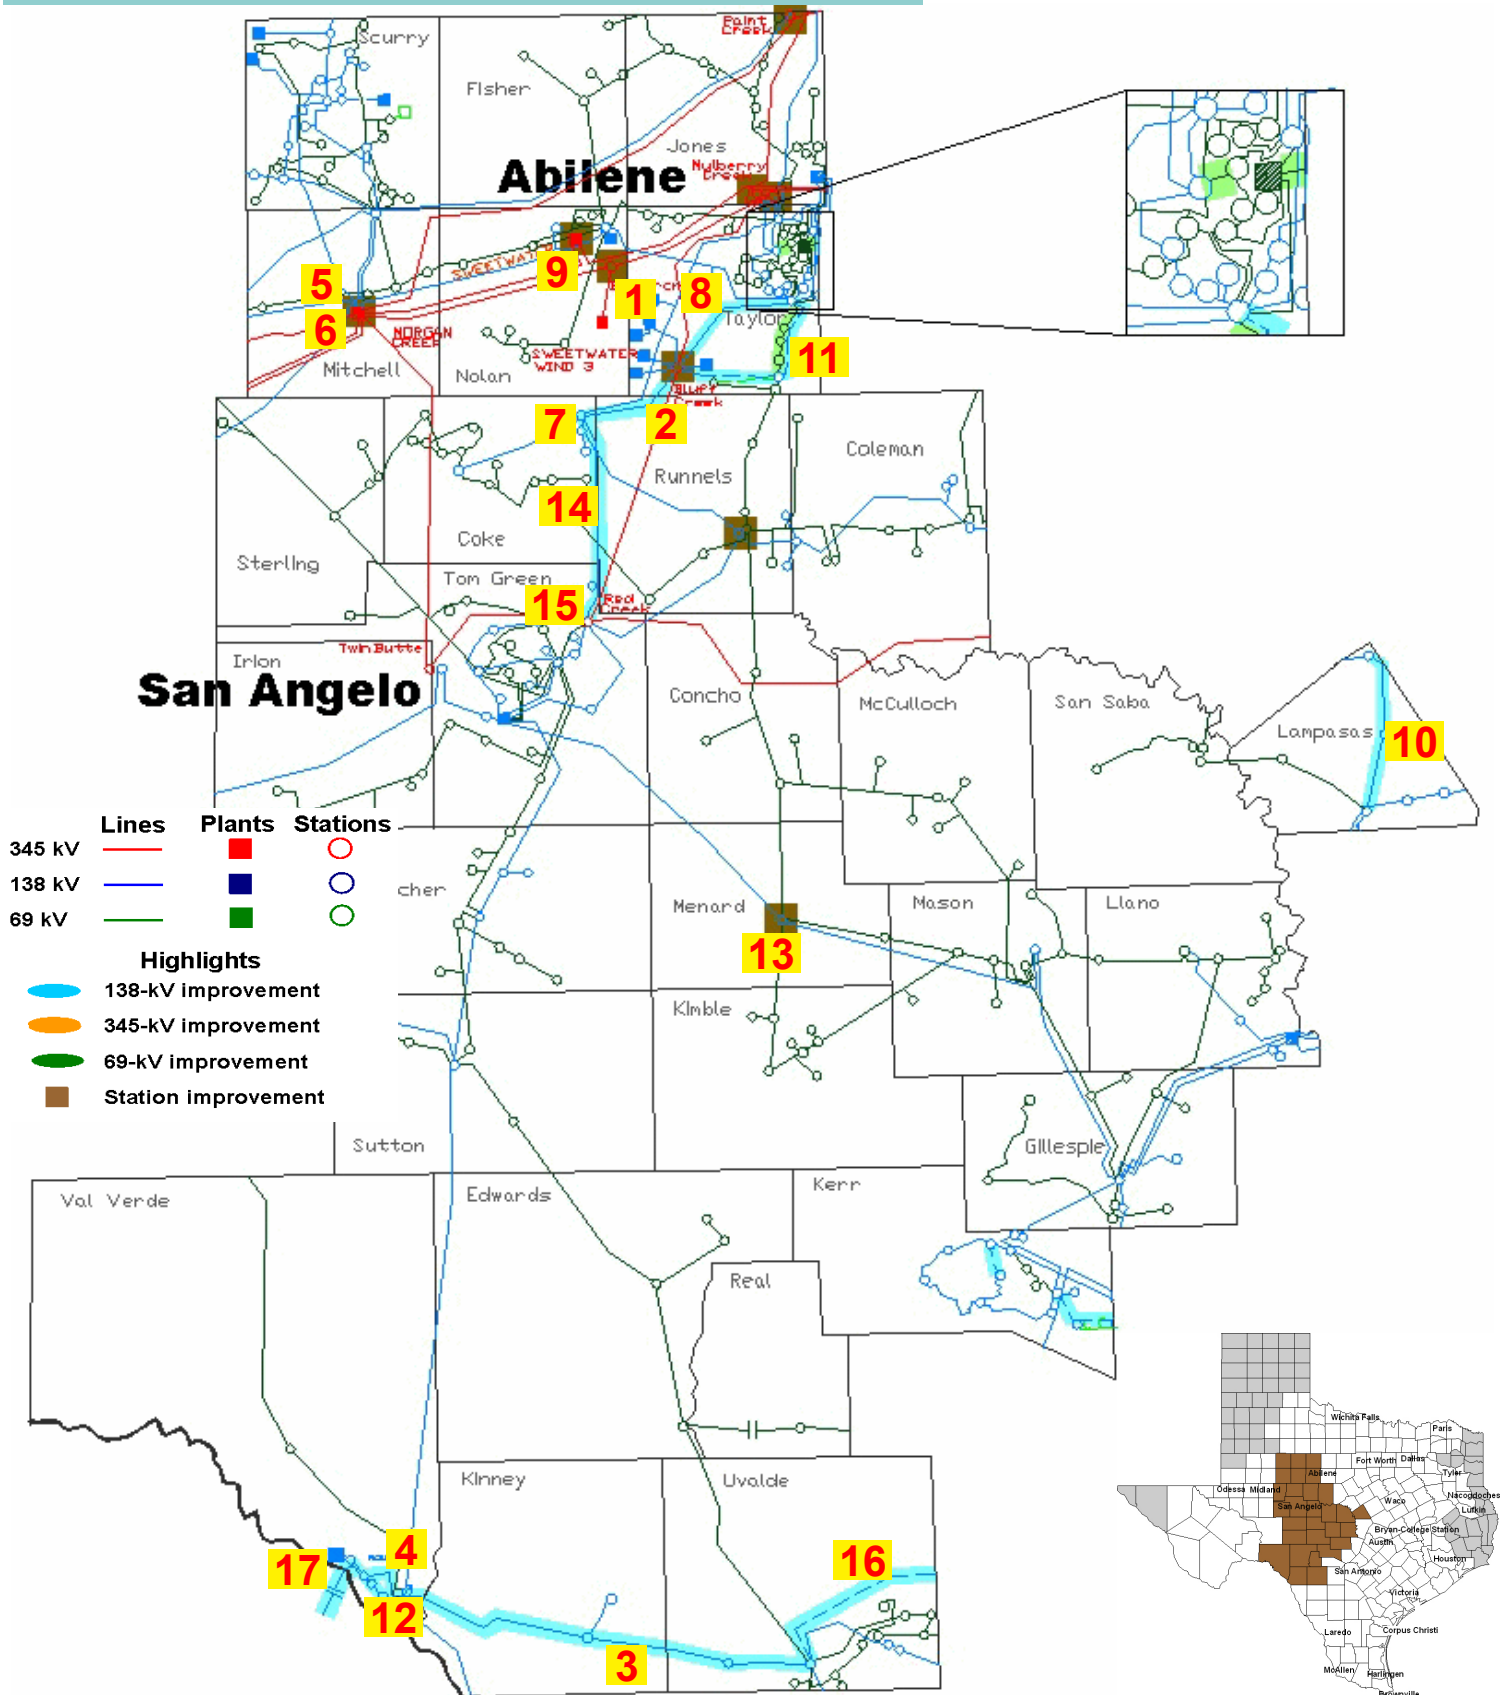 Paint
Creek
Scurry
Fisher
Jones
Mulberry
Creek
Abilene
SWEETWATER
9
5
1
8
6
Taylor
MORGAN
CREEK
SWEETWATER
WIND 3
11
Mitchell
Nolan
Bluff
Creek
7
2
Coleman
Runnels
14
Coke
Sterling
Tom Green
15
Red
Creek
Twin Butte
Irion
San Angelo
Concho
McCulloch
San Saba
Lampasas
10
Lines Plants Stations
345 kV
138 kV
69 kV
cher
Menard
Mason
Llano
13
Highlights
138-kV improvement
345-kV improvement
69-kV improvement
Station improvement
Kimble
Sutton
Gillespie
Val Verde
Edwards
Kerr
Real
Kinney
Uvalde
4
17
16
12
3
Wichita Falls
Paris
Fort Worth
Dallas
Abilene
Tyler
Odessa
Midland
Nacogdoches
San Angelo
Waco
Lufkin
Bryan-College Station
Austin
Houston
San Antonio
Victoria
Laredo
Corpus Christi
McAllen
Harlingen
Brownville